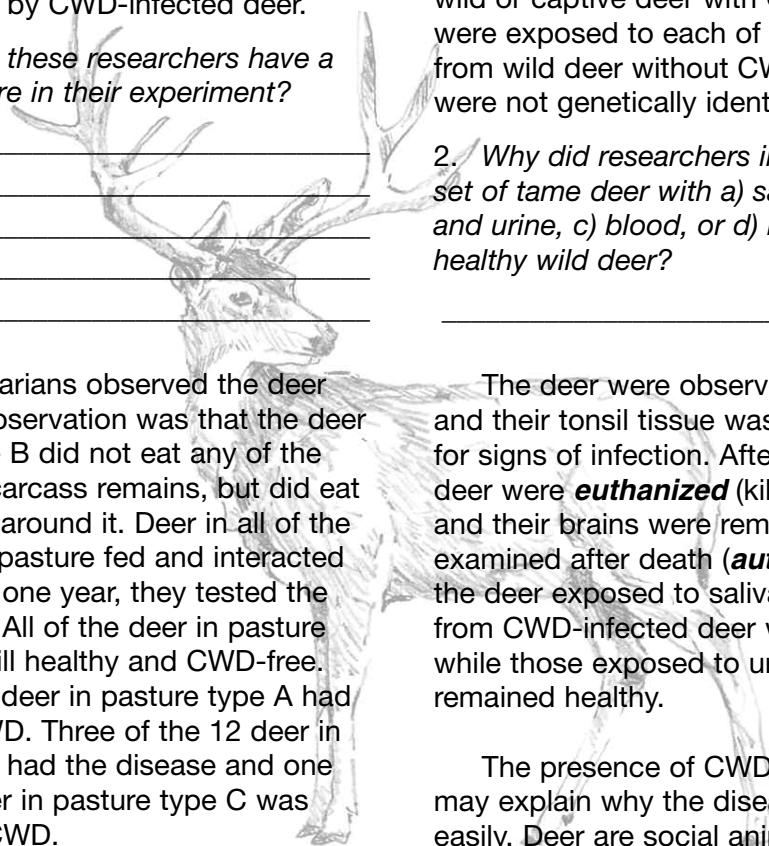 by CWD-infected deer.
these researchers have a
re in their experiment?
arians observed the deer
bservation was that the deer
B did not eat any of the
carcass remains, but did eat
around it. Deer in all of the
pasture fed and interacted
one year, they tested the
All of the deer in pasture
ill healthy and CWD-free.
deer in pasture type A had
WD. Three of the 12 deer in
had the disease and one
er in pasture type C was
CWD.
wild or captive deer with
were exposed to each of
from wild deer without CW
were not genetically ident
2. Why did researchers i
set of tame deer with a) s
and urine, c) blood, or d)
healthy wild deer?
The deer were observ
and their tonsil tissue was
for signs of infection. Afte
deer were euthanized (kil
and their brains were rem
examined after death (aut
the deer exposed to saliva
from CWD-infected deer w
while those exposed to u
remained healthy.
The presence of CWD
may explain why the dise
easily. Deer are social ani